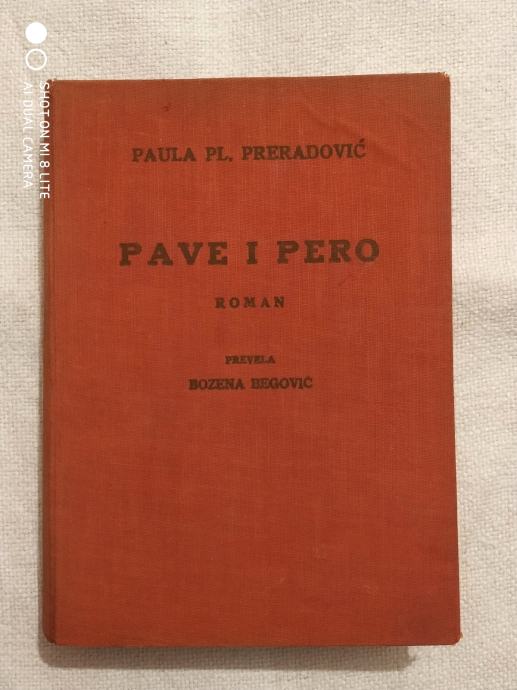 PAULA PL. PRERADOVIĆ
PAVE I PERO
ROMAN
PREVELA
BOZENA BEGOVIĆ
SHOT ON MI 8 LITE
AI DUAL CAMERA